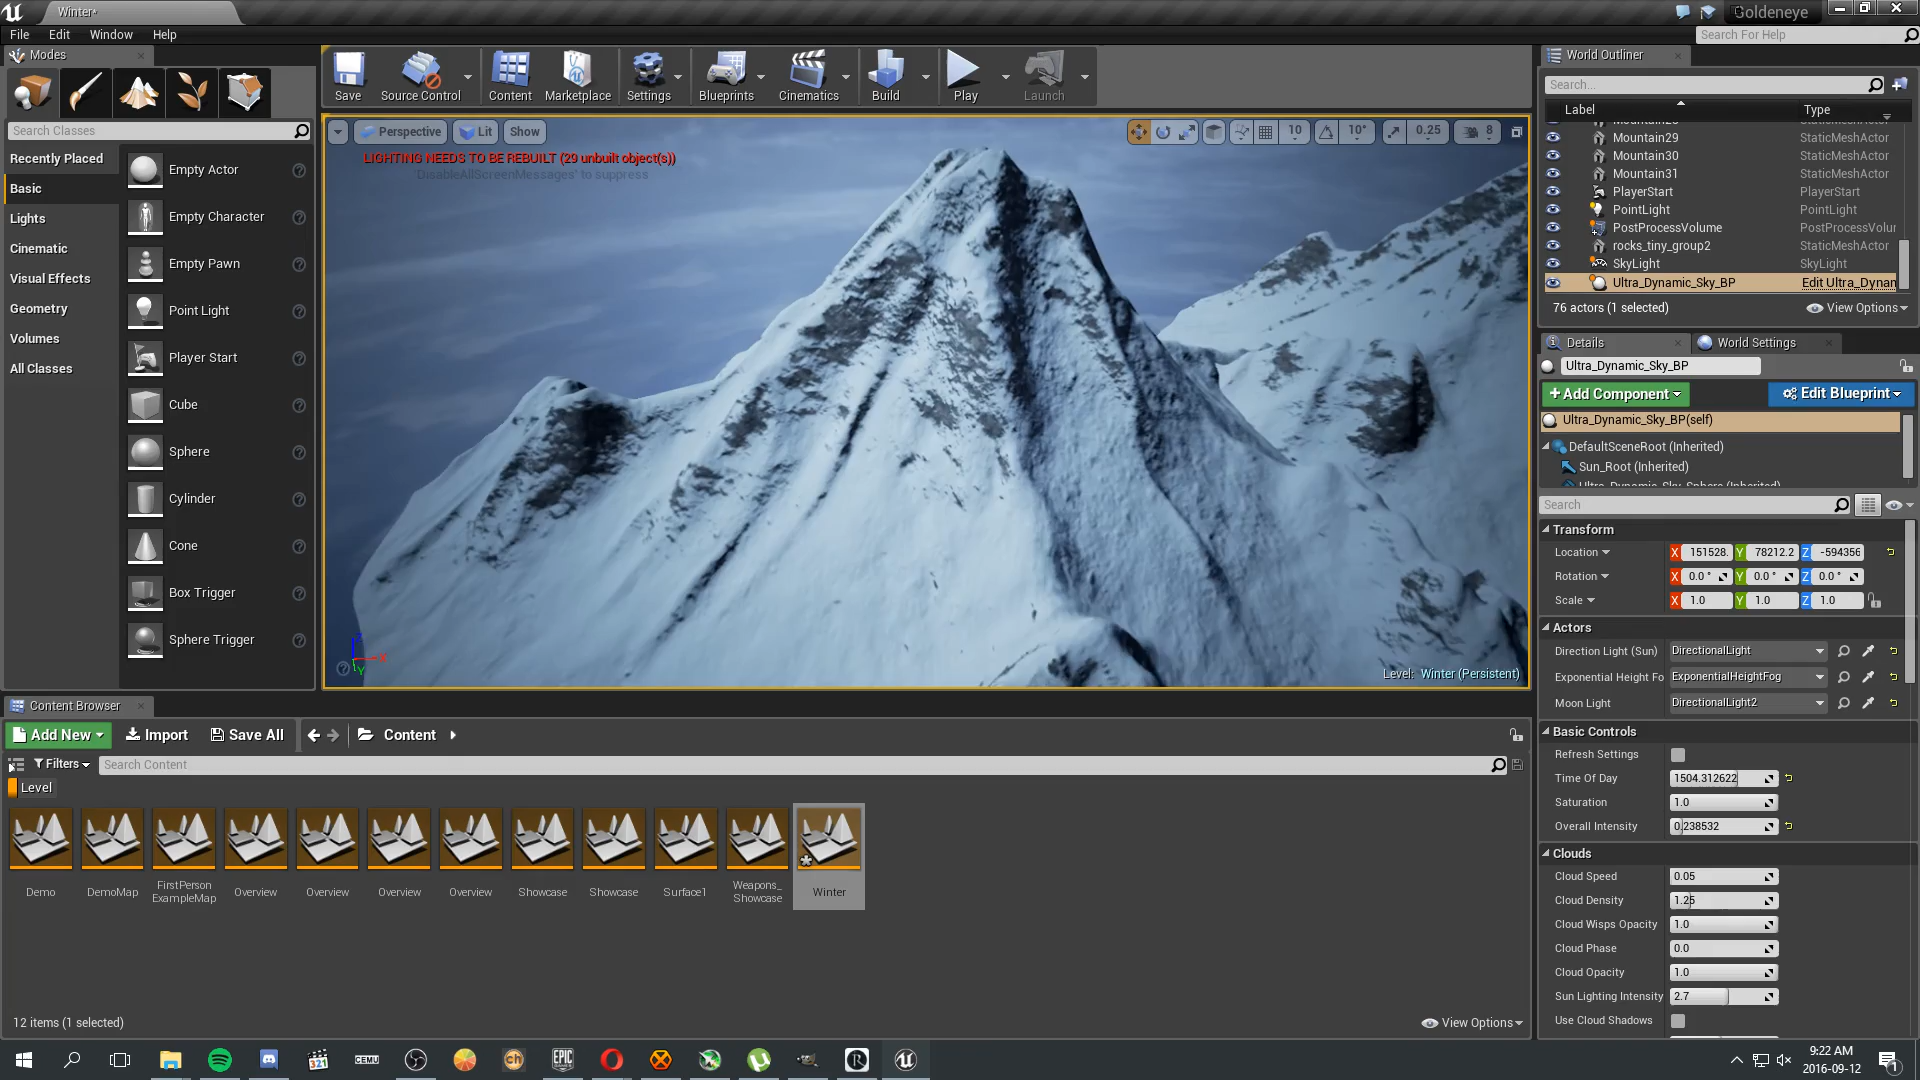 Winter*
Goldeneye
File
Edit
Window
Help
Search For Help
Modes
Search Classes
Recently Placed
Basic
Lights
Cinematic
Visual Effects
Geometry
Volumes
All Classes
Empty Actor
Empty Character
Empty Pawn
Point Light
Player Start
Cube
Sphere
Cylinder
Cone
Box Trigger
Sphere Trigger
Save
Source Control
Content
Marketplace
Settings
Blueprints
Cinematics
Build
Play
Launch
Perspective
Lit
Show
10
10°
0.25
8
LIGHTING NEEDS TO BE REBUILT (29 unbuilt object(s))
'DisableAllScreenMessages' to suppress
Level: Winter (Persistent)
World Outliner
Search...
Label
Type
Mountain29 StaticMeshActor
Mountain30 StaticMeshActor
Mountain31 StaticMeshActor
PlayerStart PlayerStart
PointLight PointLight
PostProcessVolume PostProcessVolur
rocks_tiny_group2 StaticMeshActor
SkyLight SkyLight
Ultra_Dynamic_Sky_BP Edit Ultra_Dynan
76 actors (1 selected)
View Options
Details
World Settings
Ultra_Dynamic_Sky_BP
Add Component
Edit Blueprint
Ultra_Dynamic_Sky_BP(self)
DefaultSceneRoot (Inherited)
Sun_Root (Inherited)
Ultra_Dynamic_Sky_Sphere (Inherited)
Search
Transform
Location X 151528. Y 78212.2 Z -594356
Rotation X 0.0 ° Y 0.0 ° Z 0.0 °
Scale X 1.0 Y 1.0 Z 1.0
Actors
Direction Light (Sun) DirectionalLight
Exponential Height Fo ExponentialHeightFog
Moon Light DirectionalLight2
Basic Controls
Refresh Settings
Time Of Day 1504.312622
Saturation 1.0
Overall Intensity 0.238532
Clouds
Cloud Speed 0.05
Cloud Density 1.25
Cloud Wisps Opacity 1.0
Cloud Phase 0.0
Cloud Opacity 1.0
Sun Lighting Intensity 2.7
Use Cloud Shadows
Content Browser
Add New
Import
Save All
Content
Filters
Search Content
Level
Demo
DemoMap
FirstPerson
ExampleMap
Overview
Overview
Overview
Overview
Showcase
Showcase
Surface1
Weapons_
Showcase
Winter
12 items (1 selected)
View Options
321
CEMU
ch
EPIC
GAMES
R
9:22 AM
2016-09-12
1